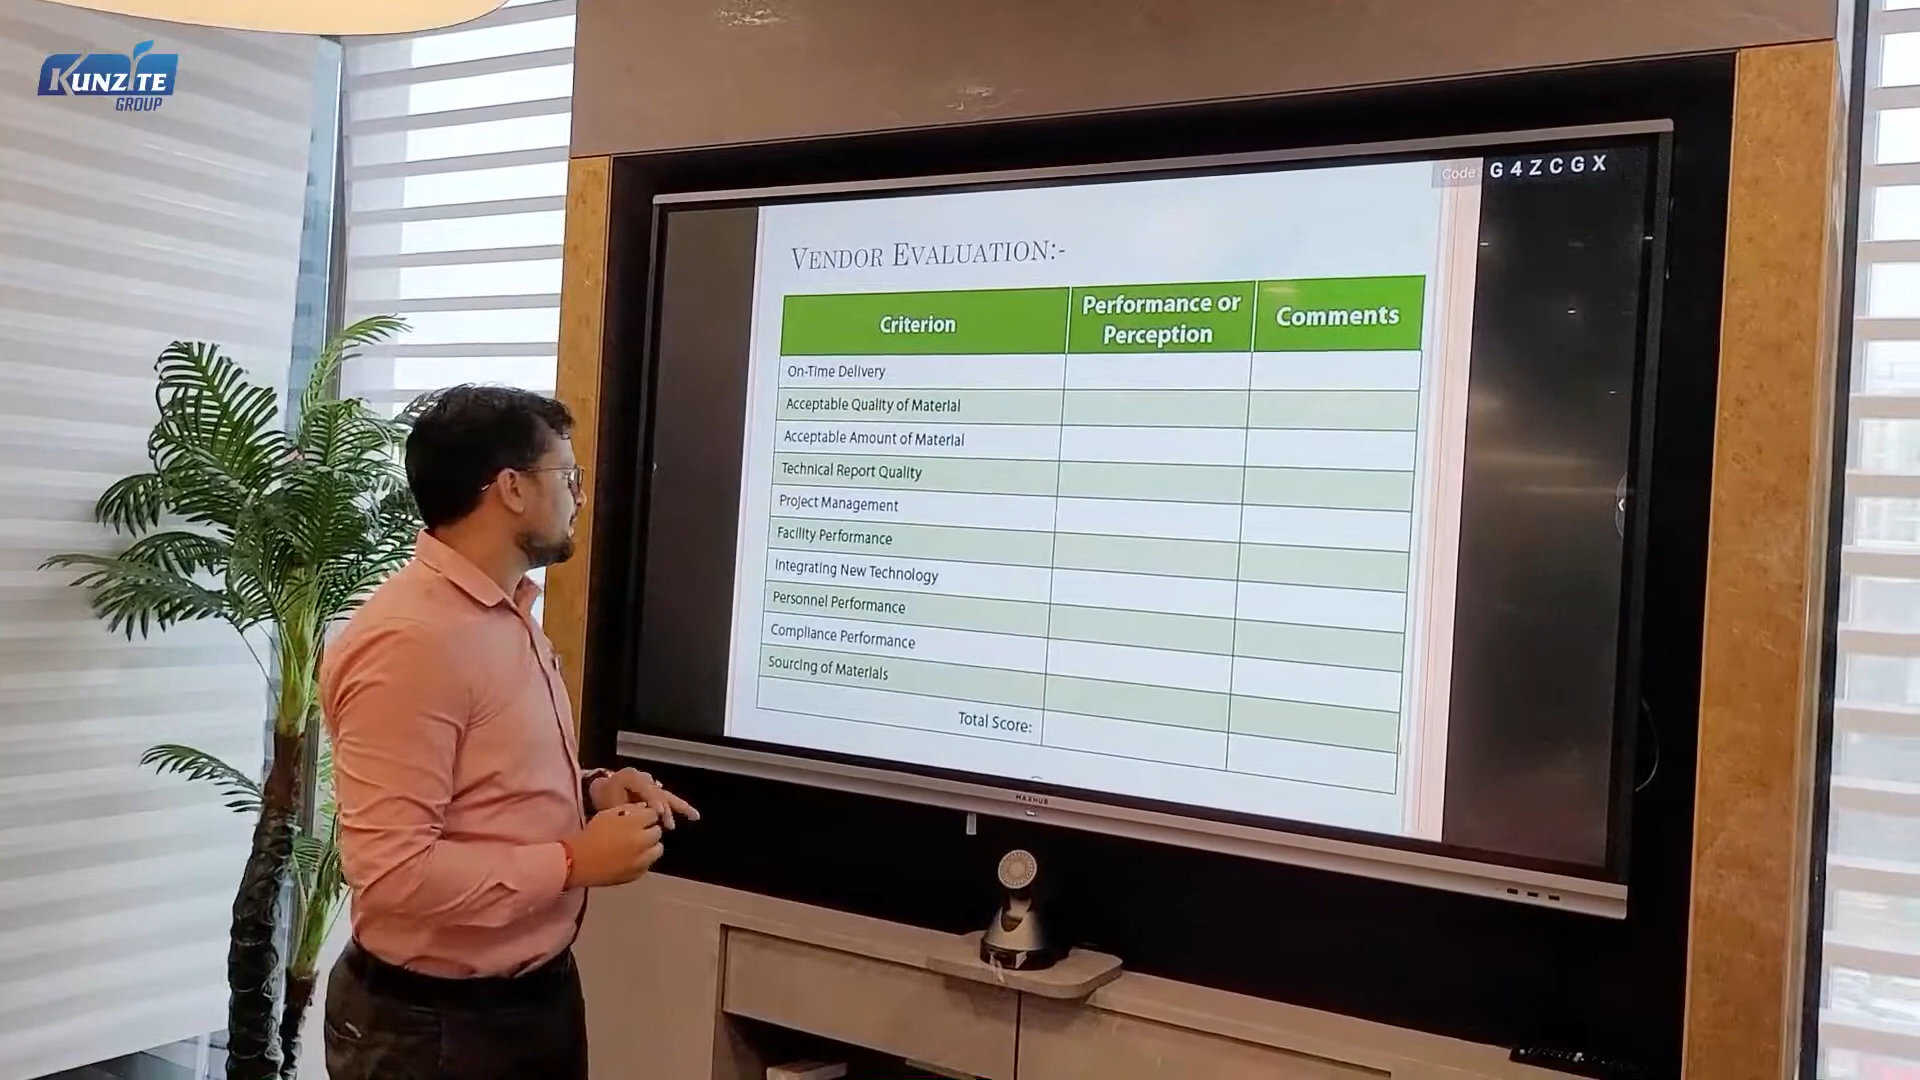 KUNZITE
GROUP
Code: G4ZCGX
VENDOR EVALUATION:-
Criterion
Performance or
Perception
Comments
On-Time Delivery
Acceptable Quality of Material
Acceptable Amount of Material
Technical Report Quality
Project Management
Facility Performance
Integrating New Technology
Personnel Performance
Compliance Performance
Sourcing of Materials
Total Score:
MAXHUB